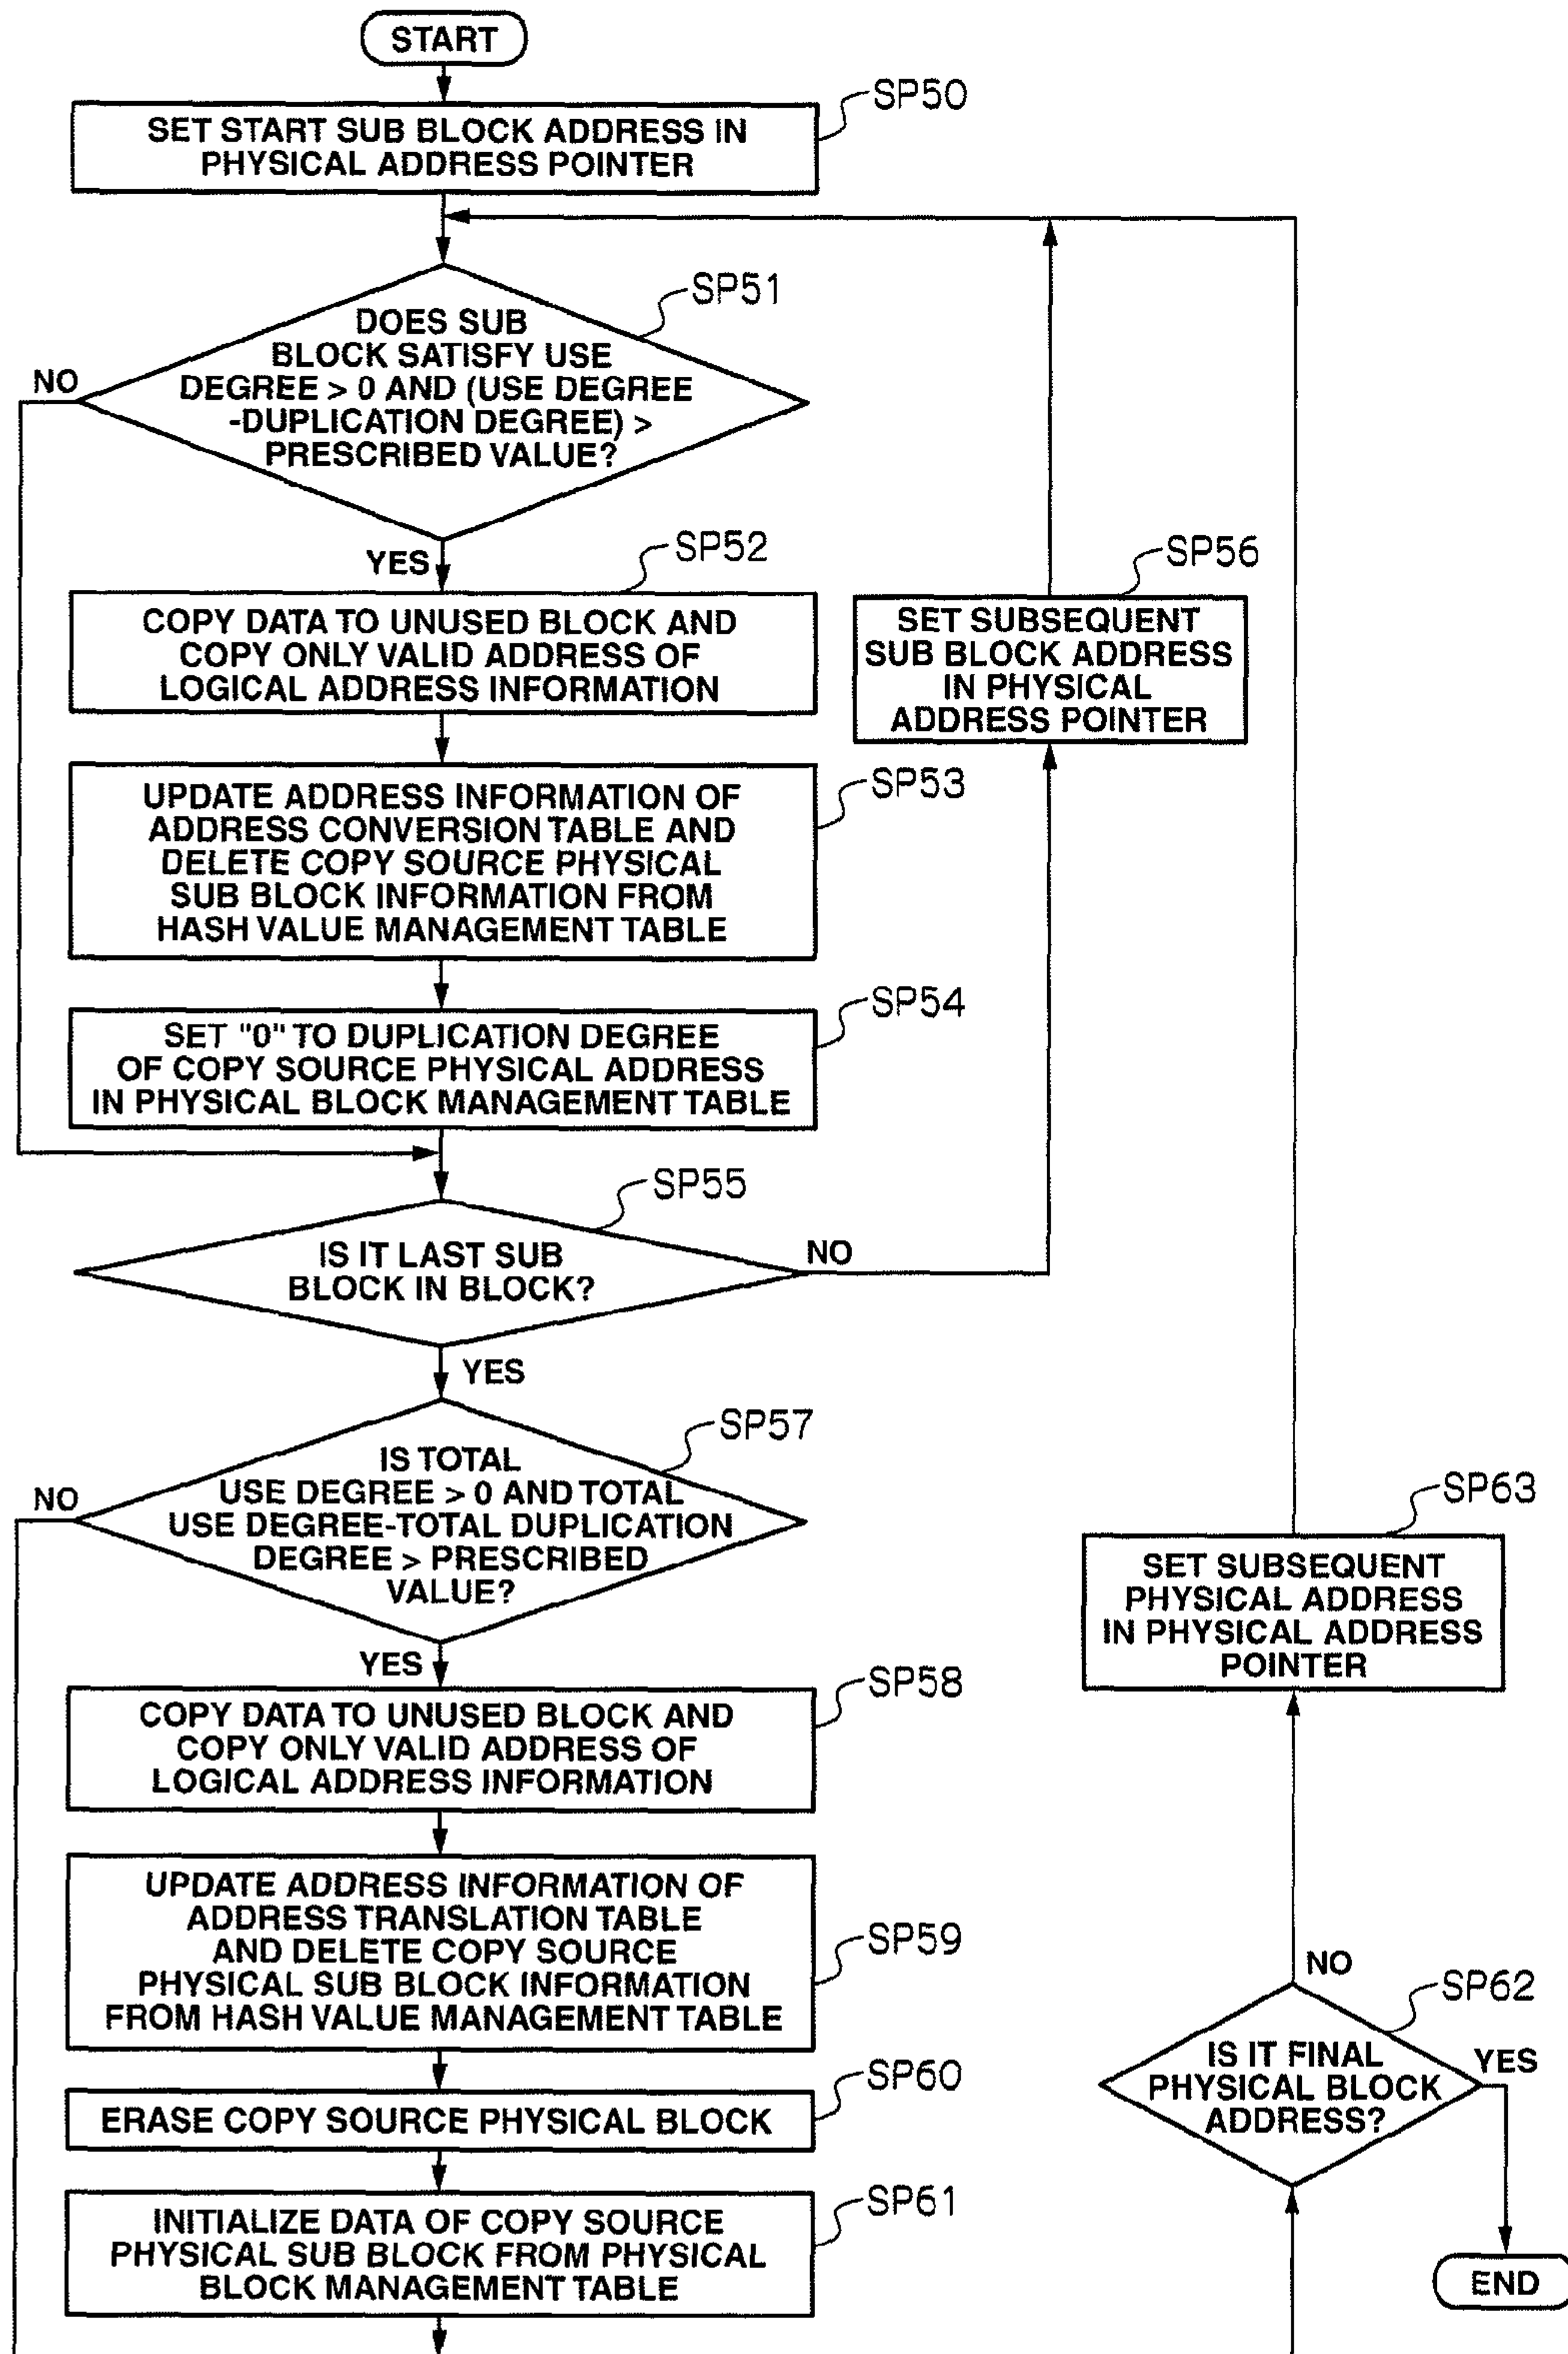 START
SP50
SET START SUB BLOCK ADDRESS IN
PHYSICAL ADDRESS POINTER
SP51
DOES SUB
BLOCK SATISFY USE
DEGREE > 0 AND (USE DEGREE
-DUPLICATION DEGREE) >
PRESCRIBED VALUE?
NO
YES
SP52
COPY DATA TO UNUSED BLOCK AND
COPY ONLY VALID ADDRESS OF
LOGICAL ADDRESS INFORMATION
SP56
SET SUBSEQUENT
SUB BLOCK ADDRESS
IN PHYSICAL
ADDRESS POINTER
SP53
UPDATE ADDRESS INFORMATION OF
ADDRESS CONVERSION TABLE AND
DELETE COPY SOURCE PHYSICAL
SUB BLOCK INFORMATION FROM
HASH VALUE MANAGEMENT TABLE
SP54
SET "0" TO DUPLICATION DEGREE
OF COPY SOURCE PHYSICAL ADDRESS
IN PHYSICAL BLOCK MANAGEMENT TABLE
SP55
IS IT LAST SUB
BLOCK IN BLOCK?
NO
YES
SP57
IS TOTAL
USE DEGREE > 0 AND TOTAL
USE DEGREE-TOTAL DUPLICATION
DEGREE > PRESCRIBED
VALUE?
NO
YES
SP63
SET SUBSEQUENT
PHYSICAL ADDRESS
IN PHYSICAL ADDRESS
POINTER
SP58
COPY DATA TO UNUSED BLOCK AND
COPY ONLY VALID ADDRESS OF
LOGICAL ADDRESS INFORMATION
SP59
UPDATE ADDRESS INFORMATION OF
ADDRESS TRANSLATION TABLE
AND DELETE COPY SOURCE
PHYSICAL SUB BLOCK INFORMATION
FROM HASH VALUE MANAGEMENT TABLE
NO
SP62
IS IT FINAL
PHYSICAL BLOCK
ADDRESS?
YES
SP60
ERASE COPY SOURCE PHYSICAL BLOCK
SP61
INITIALIZE DATA OF COPY SOURCE
PHYSICAL SUB BLOCK FROM PHYSICAL
BLOCK MANAGEMENT TABLE
END